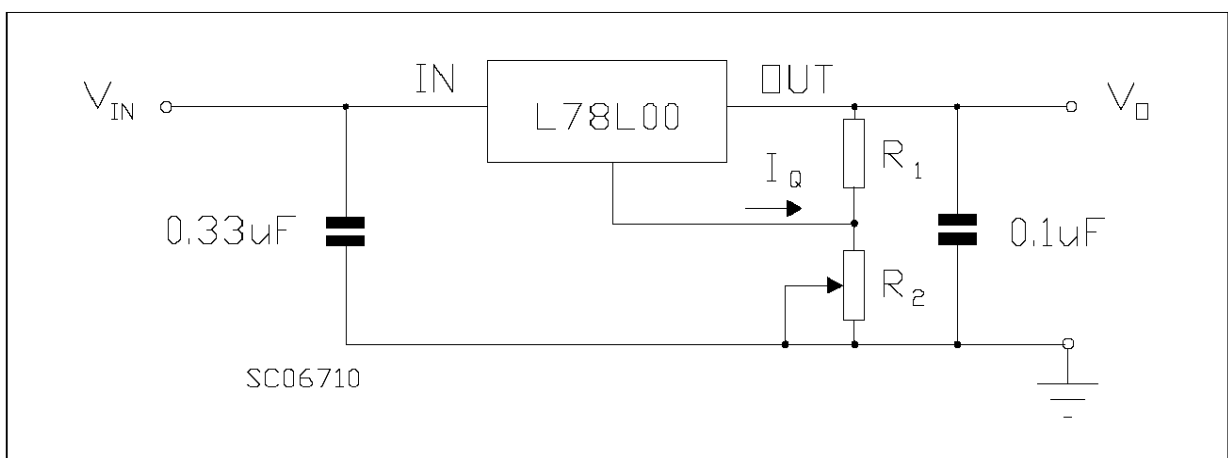 IN
OUT
V_IN
L78L00
V_O
I_Q
R_1
0.33uF
0.1uF
R_2
SC06710